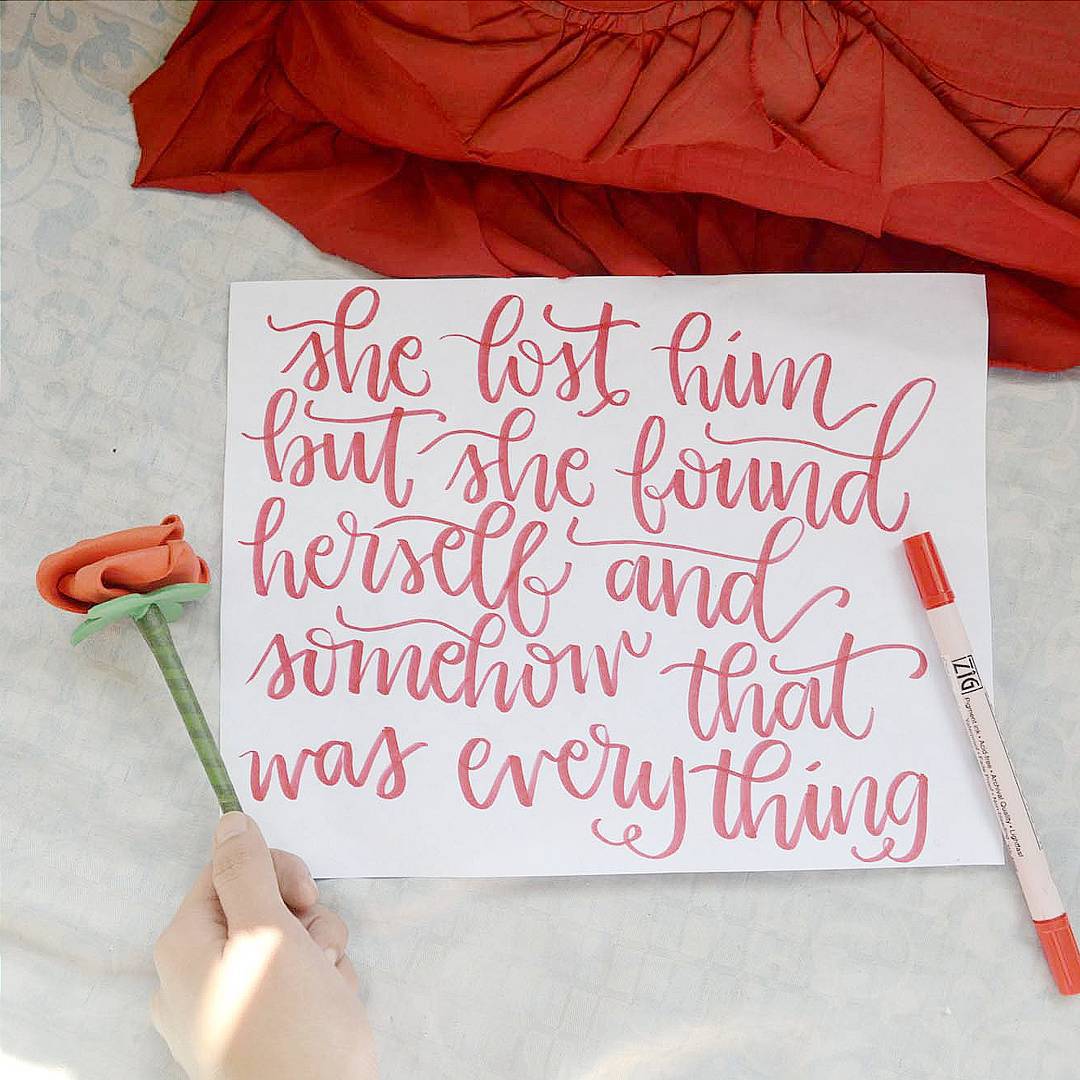 she lost him
but she found
herself and
somehow that
was everything
ZIG
Pigment ink • Acid-free • Archival Quality • Lightfast